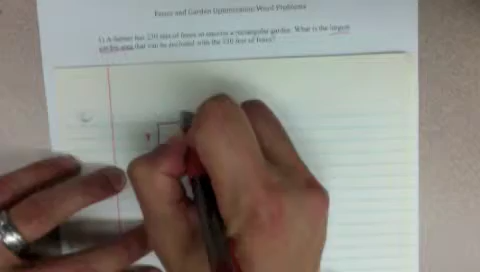 Fence and Garden Optimization Word Problems
1) A farmer has 220 feet of fence to enclose a rectangular garden. What is the largest
garden area that can be enclosed with the 220 feet of fence?